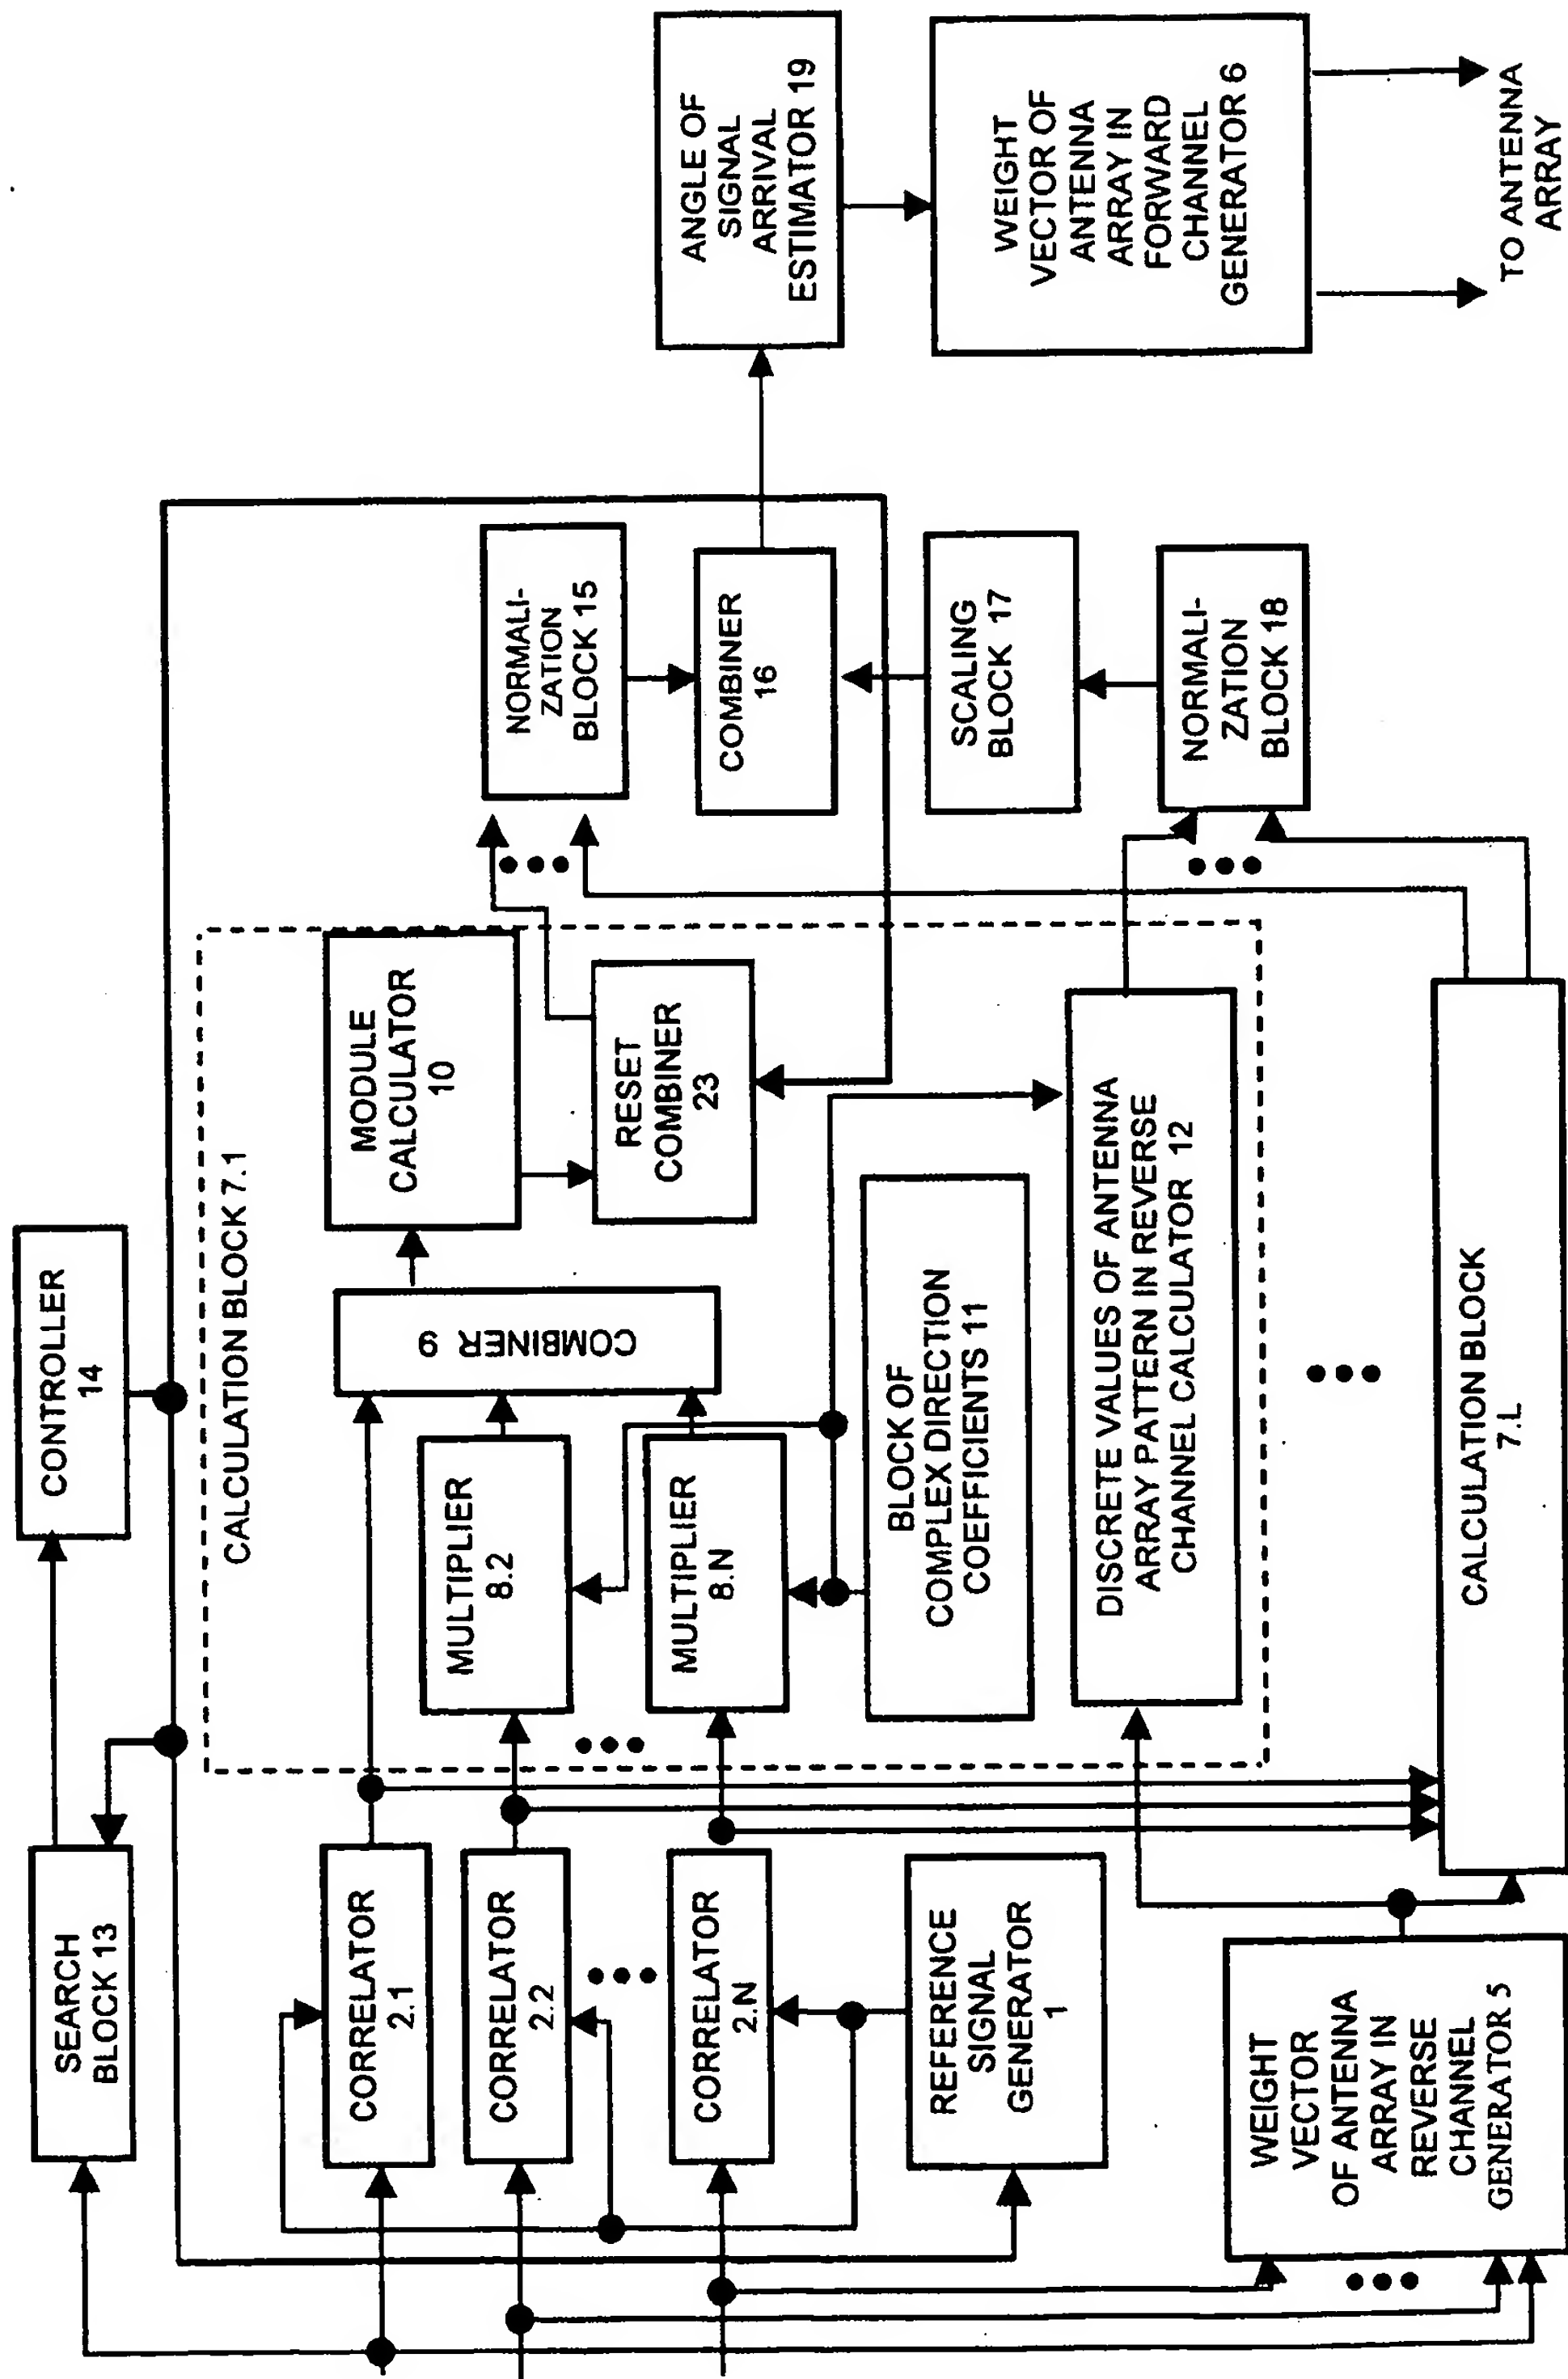 SEARCH
BLOCK 13
CONTROLLER
14
CALCULATION BLOCK 7.1
CORRELATOR
2.1
CORRELATOR
2.2
CORRELATOR
2.N
REFERENCE
SIGNAL
GENERATOR
1
WEIGHT
VECTOR
OF ANTENNA
ARRAY IN
REVERSE
CHANNEL
GENERATOR 5
MULTIPLIER
8.2
MULTIPLIER
8.N
COMBINER 9
MODULE
CALCULATOR
10
RESET
COMBINER
23
BLOCK OF
COMPLEX DIRECTION
COEFFICIENTS 11
DISCRETE VALUES OF ANTENNA
ARRAY PATTERN IN REVERSE
CHANNEL CALCULATOR 12
CALCULATION BLOCK
7.L
NORMALI-
ZATION
BLOCK 15
COMBINER
16
SCALING
BLOCK 17
NORMALI-
ZATION
BLOCK 18
ANGLE OF
SIGNAL
ARRIVAL
ESTIMATOR 19
WEIGHT
VECTOR OF
ANTENNA
ARRAY IN
FORWARD
CHANNEL
GENERATOR 6
TO ANTENNA
ARRAY